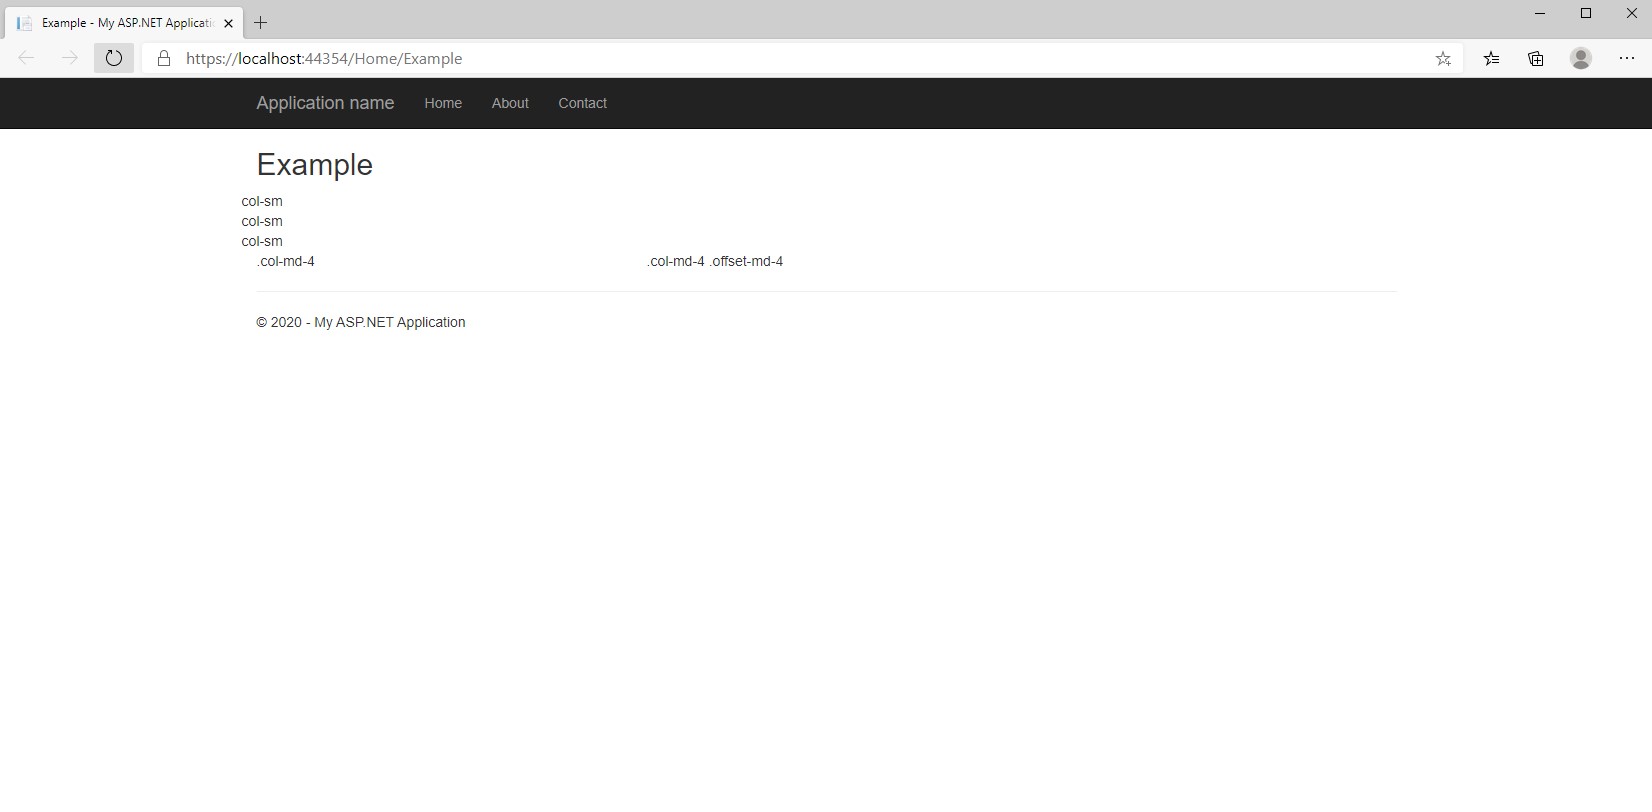 Example - My ASP.NET Applicati
https://localhost:44354/Home/Example
Application name Home About Contact
Example
col-sm
col-sm
col-sm
.col-md-4 .col-md-4 .offset-md-4
© 2020 - My ASP.NET Application